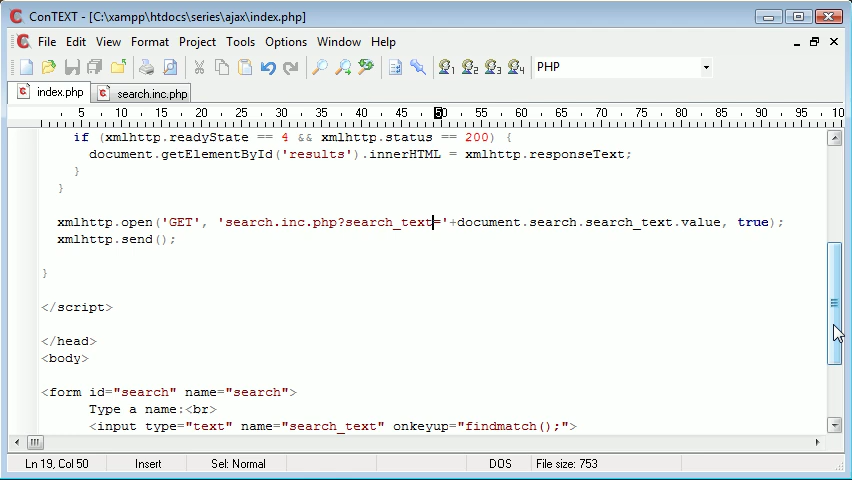 ConTEXT - [C:\xampp\htdocs\series\ajax\index.php]
File Edit View Format Project Tools Options Window Help
1 2 3 4 PHP
index.php search.inc.php
5 10 15 20 25 30 35 40 45 50 55 60 65 70 75 80 85 90 95 10
if (xmlhttp.readyState == 4 && xmlhttp.status == 200) {
document.getElementById('results').innerHTML = xmlhttp.responseText;
}
}
xmlhttp.open('GET', 'search.inc.php?search_text='+document.search.search_text.value, true);
xmlhttp.send();
}
</script>
</head>
<body>
<form id="search" name="search">
Type a name:<br>
<input type="text" name="search_text" onkeyup="findmatch();">
Ln 19, Col 50 Insert Sel: Normal DOS File size: 753